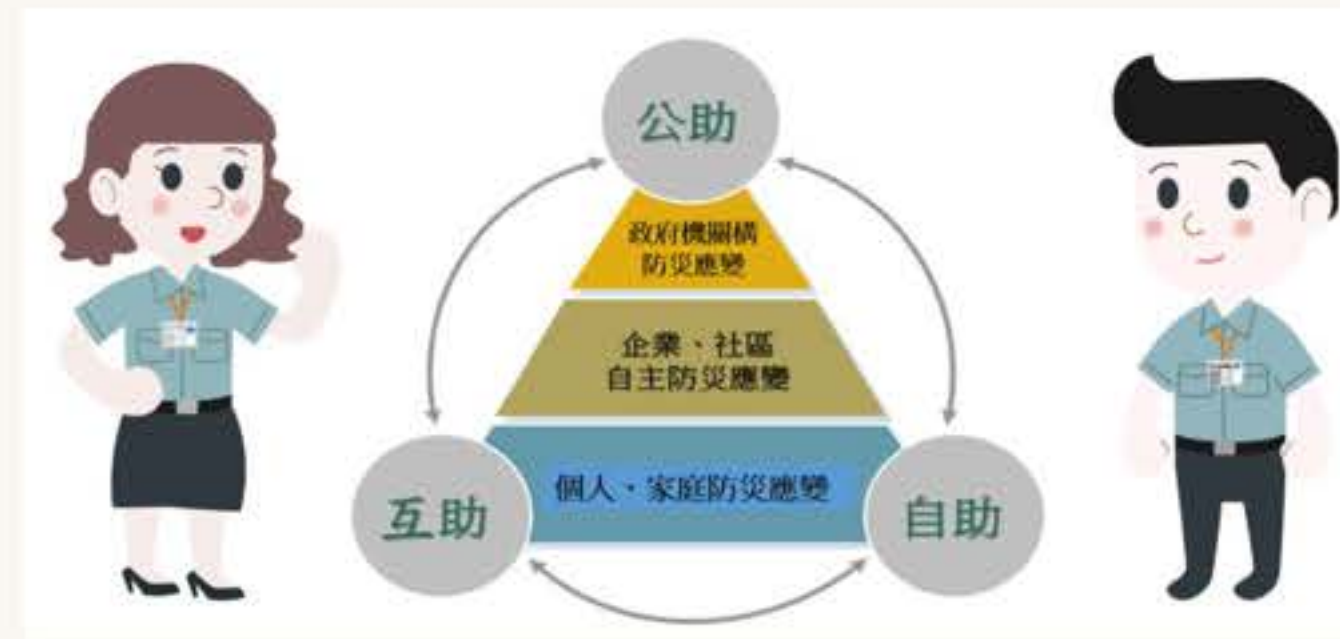 公助
政府機關構
防災應變
企業、社區
自主防災應變
個人、家庭防災應變
互助
自助